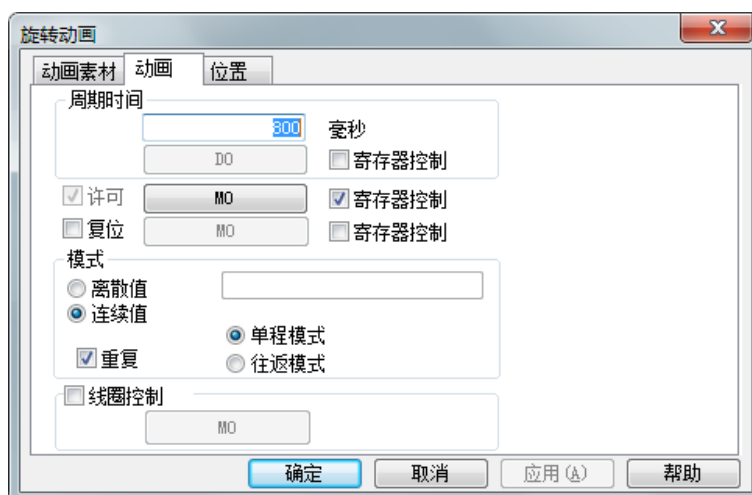 旋转动画
动画素材 动画 位置
周期时间
800 毫秒
D0 寄存器控制
许可 M0 寄存器控制
复位 M0 寄存器控制
模式
离散值
连续值
单程模式
重复 往返模式
线圈控制
M0
确定 取消 应用(A) 帮助